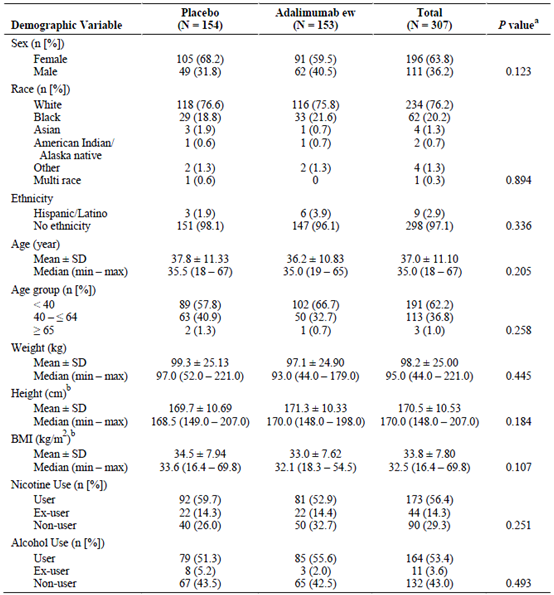 Demographic Variable Placebo (N = 154) Adalimumab ew (N = 153) Total (N = 307) P valueᵃ
Sex (n [%])
Female 105 (68.2) 91 (59.5) 196 (63.8)
Male 49 (31.8) 62 (40.5) 111 (36.2) 0.123
Race (n [%])
White 118 (76.6) 116 (75.8) 234 (76.2)
Black 29 (18.8) 33 (21.6) 62 (20.2)
Asian 3 (1.9) 1 (0.7) 4 (1.3)
American Indian/ 1 (0.6) 1 (0.7) 2 (0.7)
Alaska native
Other 2 (1.3) 2 (1.3) 4 (1.3)
Multi race 1 (0.6) 0 1 (0.3) 0.894
Ethnicity
Hispanic/Latino 3 (1.9) 6 (3.9) 9 (2.9)
No ethnicity 151 (98.1) 147 (96.1) 298 (97.1) 0.336
Age (year)
Mean ± SD 37.8 ± 11.33 36.2 ± 10.83 37.0 ± 11.10
Median (min – max) 35.5 (18 – 67) 35.0 (19 – 65) 35.0 (18 – 67) 0.205
Age group (n [%])
< 40 89 (57.8) 102 (66.7) 191 (62.2)
40 – ≤ 64 63 (40.9) 50 (32.7) 113 (36.8)
≥ 65 2 (1.3) 1 (0.7) 3 (1.0) 0.258
Weight (kg)
Mean ± SD 99.3 ± 25.13 97.1 ± 24.90 98.2 ± 25.00
Median (min – max) 97.0 (52.0 – 221.0) 93.0 (44.0 – 179.0) 95.0 (44.0 – 221.0) 0.445
Height (cm)ᵇ
Mean ± SD 169.7 ± 10.69 171.3 ± 10.33 170.5 ± 10.53
Median (min – max) 168.5 (149.0 – 207.0) 170.0 (148.0 – 198.0) 170.0 (148.0 – 207.0) 0.184
BMI (kg/m²)ᵇ
Mean ± SD 34.5 ± 7.94 33.0 ± 7.62 33.8 ± 7.80
Median (min – max) 33.6 (16.4 – 69.8) 32.1 (18.3 – 54.5) 32.5 (16.4 – 69.8) 0.107
Nicotine Use (n [%])
User 92 (59.7) 81 (52.9) 173 (56.4)
Ex-user 22 (14.3) 22 (14.4) 44 (14.3)
Non-user 40 (26.0) 50 (32.7) 90 (29.3) 0.251
Alcohol Use (n [%])
User 79 (51.3) 85 (55.6) 164 (53.4)
Ex-user 8 (5.2) 3 (2.0) 11 (3.6)
Non-user 67 (43.5) 65 (42.5) 132 (43.0) 0.493